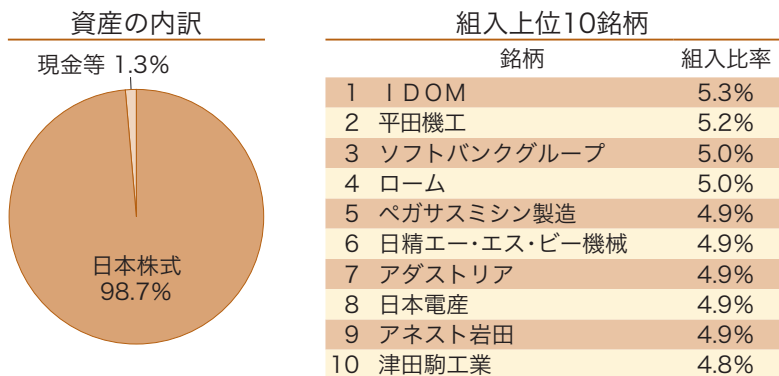 資産の内訳
現金等 1.3%
日本株式
98.7%
組入上位10銘柄
銘柄 組入比率
1 IDOM 5.3%
2 平田機工 5.2%
3 ソフトバンクグループ 5.0%
4 ローム 5.0%
5 ペガサスミシン製造 4.9%
6 日精エー・エス・ビー機械 4.9%
7 アダストリア 4.9%
8 日本電産 4.9%
9 アネスト岩田 4.9%
10 津田駒工業 4.8%